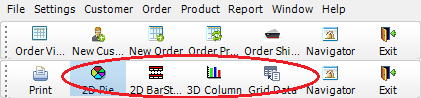 File Settings Customer Order Product Report Window Help
Order Vi... New Cus... New Order Order Pr... Order Shi... Navigator Exit
Print 2D Pie 2D BarSt... 3D Column Grid Data Navigator Exit